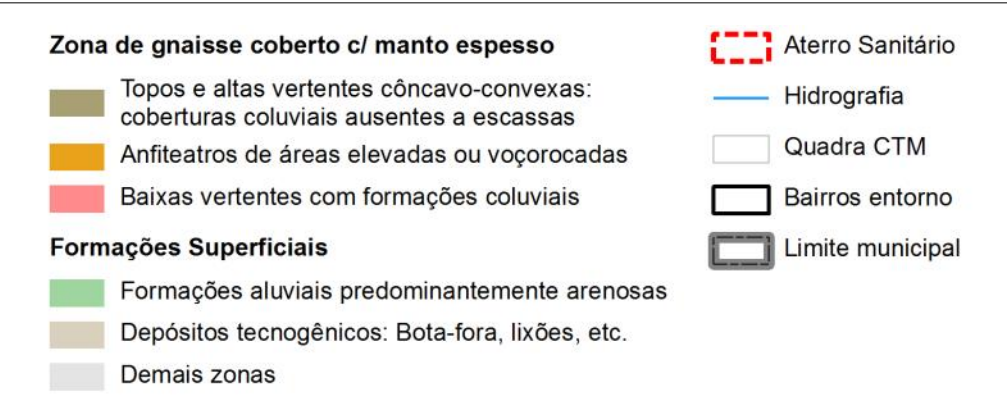 Zona de gnaisse coberto c/ manto espesso
Topos e altas vertentes côncavo-convexas:
coberturas coluviais ausentes a escassas
Anfiteatros de áreas elevadas ou voçorocadas
Baixas vertentes com formações coluviais
Formações Superficiais
Formações aluviais predominantemente arenosas
Depósitos tecnogênicos: Bota-fora, lixões, etc.
Demais zonas
Aterro Sanitário
Hidrografia
Quadra CTM
Bairros entorno
Limite municipal